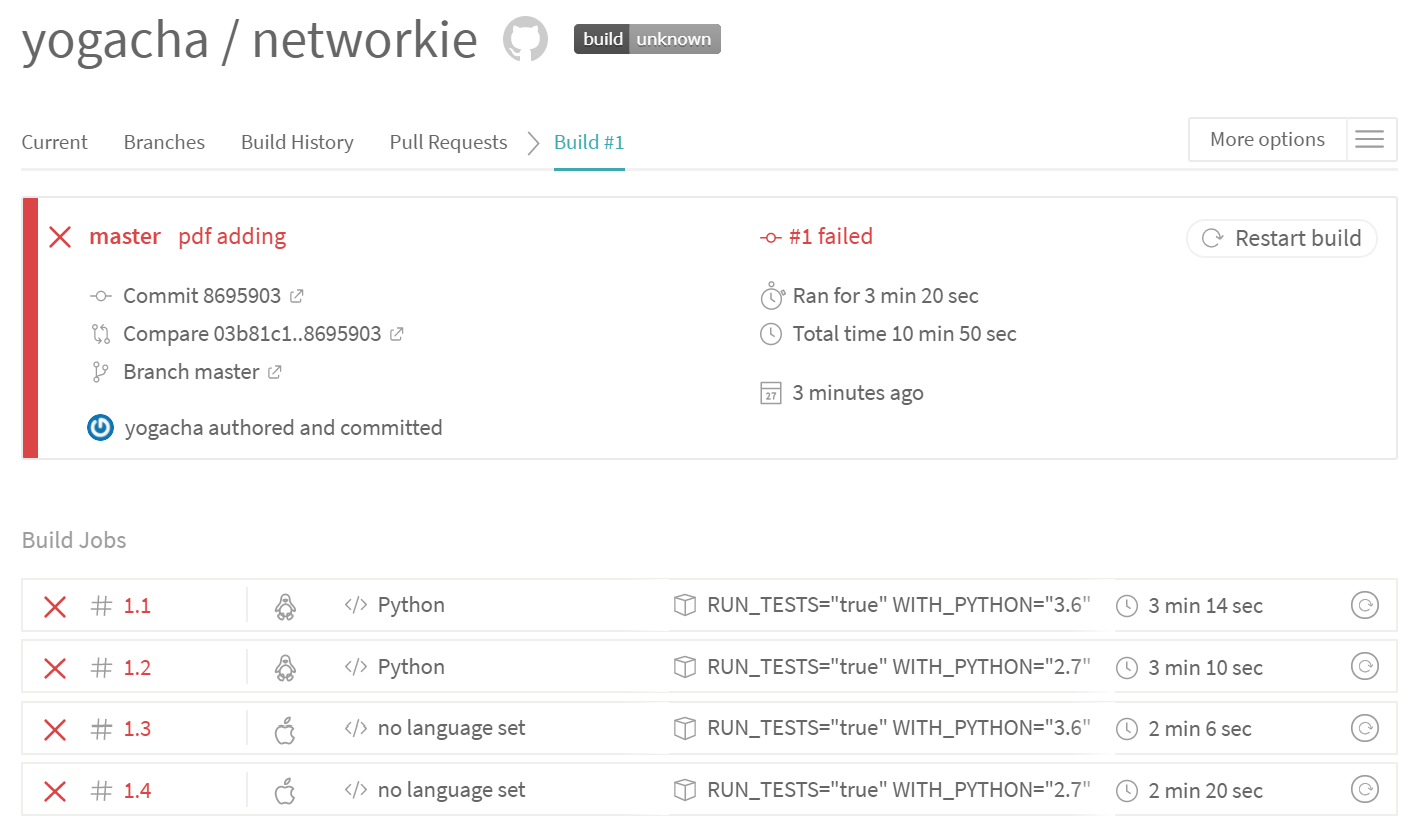 yogacha / networkie build unknown
Current Branches Build History Pull Requests Build #1 More options
master pdf adding #1 failed Restart build
Commit 8695903 Ran for 3 min 20 sec
Compare 03b81c1..8695903 Total time 10 min 50 sec
Branch master
27 3 minutes ago
yogacha authored and committed
Build Jobs
# 1.1 </> Python RUN_TESTS="true" WITH_PYTHON="3.6" 3 min 14 sec
# 1.2 </> Python RUN_TESTS="true" WITH_PYTHON="2.7" 3 min 10 sec
# 1.3 </> no language set RUN_TESTS="true" WITH_PYTHON="3.6" 2 min 6 sec
# 1.4 </> no language set RUN_TESTS="true" WITH_PYTHON="2.7" 2 min 20 sec